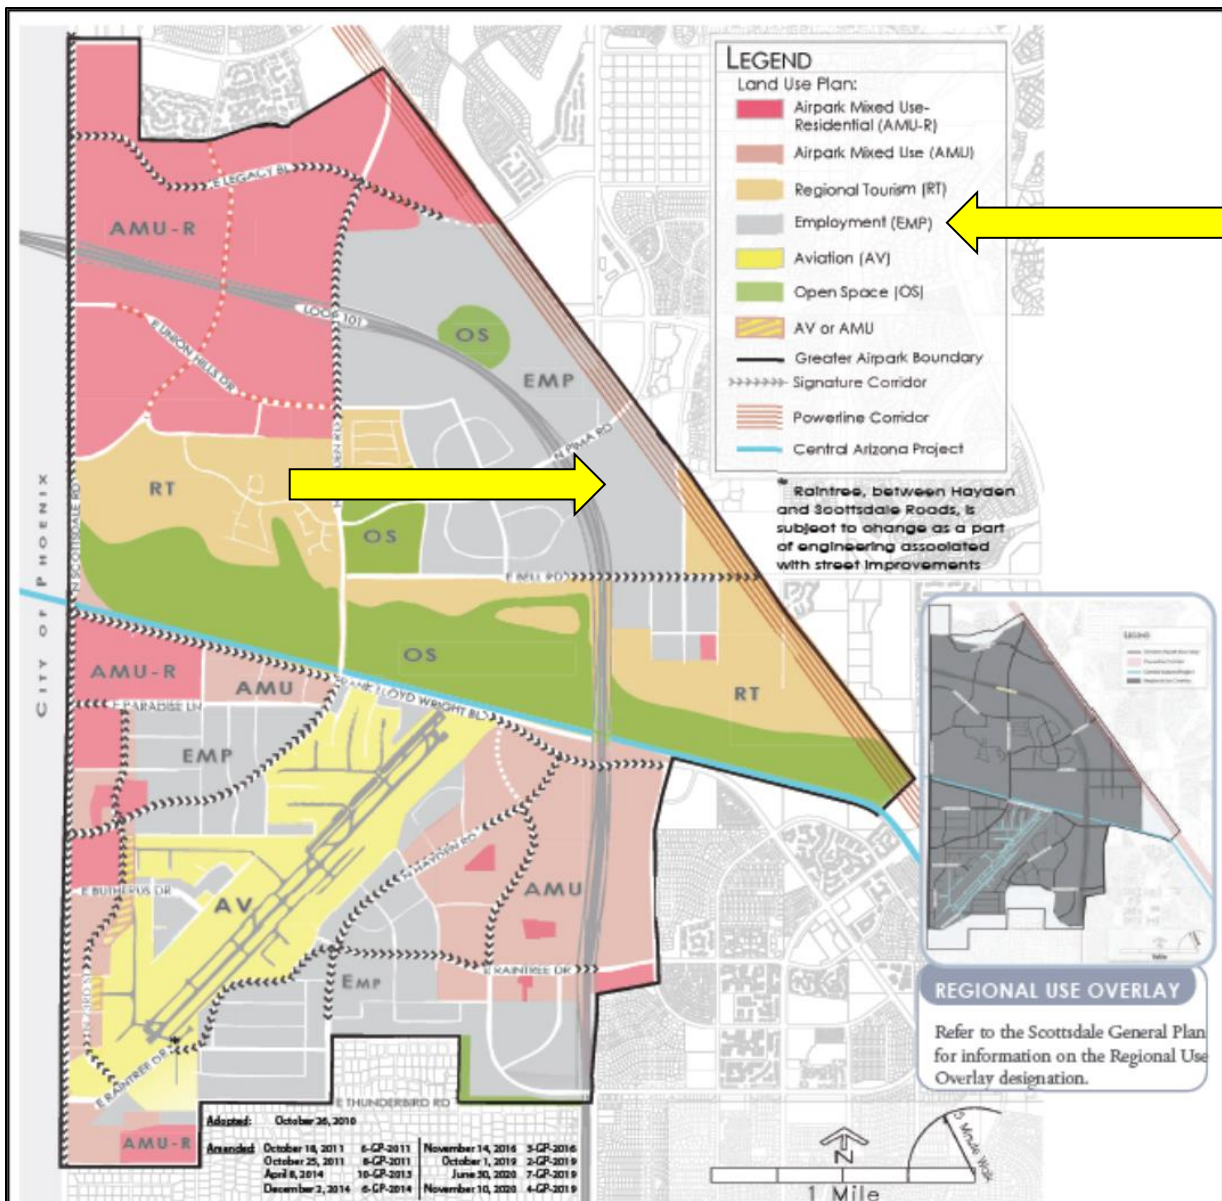 LEGEND
Land Use Plan:
Airpark Mixed Use-
Residential (AMU-R)
Airpark Mixed Use (AMU)
Regional Tourism (RT)
Employment (EMP)
Aviation (AV)
Open Space (OS)
AV or AMU
Greater Airpark Boundary
Signature Corridor
Powerline Corridor
Central Arizona Project
* Raintree, between Hayden
and Scottsdale Roads, is
subject to change as a part
of engineering associated
with street improvements
E LEGACY BL
AMU-R
LOOP 101
OS
E UNION HILLS DR
EMP
N PIMA RD
DEN RD
RT
N SCOTTSDALE RD
CITY OF PHOENIX
OS
E BELL RD
OS
AMU-R
AMU
RANK LLOYD WRIGHT BL
RT
E PARADISE LN
EMP
N HAYDEN RD
E BUTHERUS DR
AV
AMU
E RAINTREE DR
EMP
E RAINTREE DR
E THUNDERBIRD RD
AMU-R
Adopted: October 26, 2010
Amended: October 18, 2011 6-GP-2011 November 14, 2016 3-GP-2016
October 25, 2011 8-GP-2011 October 1, 2019 2-GP-2019
April 8, 2014 10-GP-2013 June 30, 2020 7-GP-2019
December 2, 2014 6-GP-2014 November 10, 2020 4-GP-2019
N
1 Mile
5 Minute Walk
LEGEND
REGIONAL USE OVERLAY
Refer to the Scottsdale General Plan
for information on the Regional Use
Overlay designation.